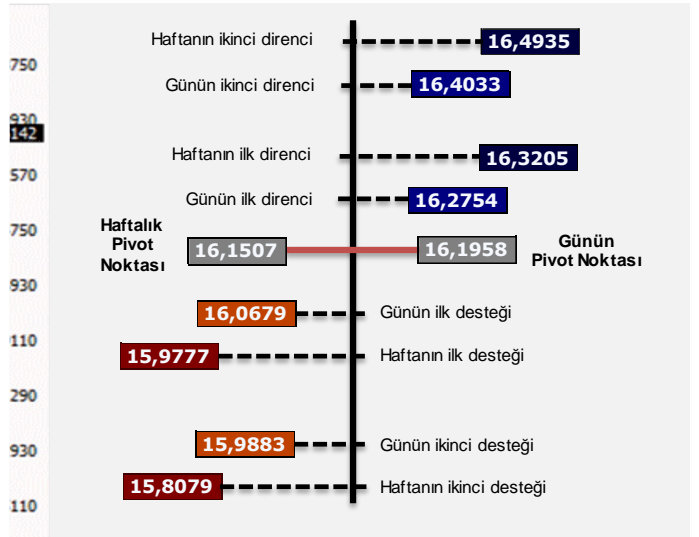 Haftanın ikinci direnci
16,4935
750
Günün ikinci direnci
16,4033
930
142
Haftanın ilk direnci
16,3205
570
Günün ilk direnci
16,2754
750
Haftalık
Pivot
Noktası
16,1507
16,1958
Günün
Pivot Noktası
930
16,0679
Günün ilk desteği
110
15,9777
Haftanın ilk desteği
290
15,9883
Günün ikinci desteği
930
15,8079
Haftanın ikinci desteği
110